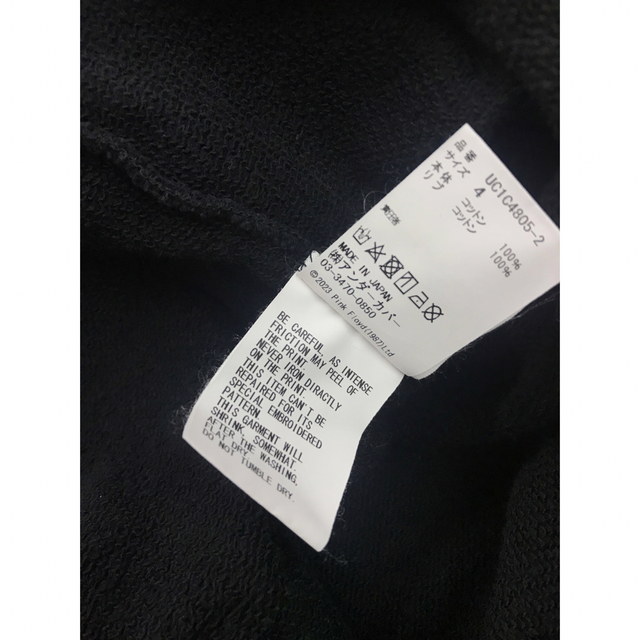 品番 UC1C4805-2
サイズ 4
本体 コットン 100%
リブ コットン 100%
責任者
MADE IN JAPAN
㈱アンダーカバー
03-3470-0850
©2023 Pink Floyd(1987)Ltd
BE CAREFUL, AS INTENSE
FRICTION MAY PEEL OF
THE PRINT.
NEVER IRON DIRACTLY
ON THE PRINT.
THIS ITEM CAN'T BE
REPAIRED FOR ITS
SPECIAL EMBROIDERED
PATTERN.
THIS GARMENT WILL
SHRINK, SOMEWHAT.
AFTER THE WASHING.
FLAT DRY.
DO NOT TUMBLE DRY.